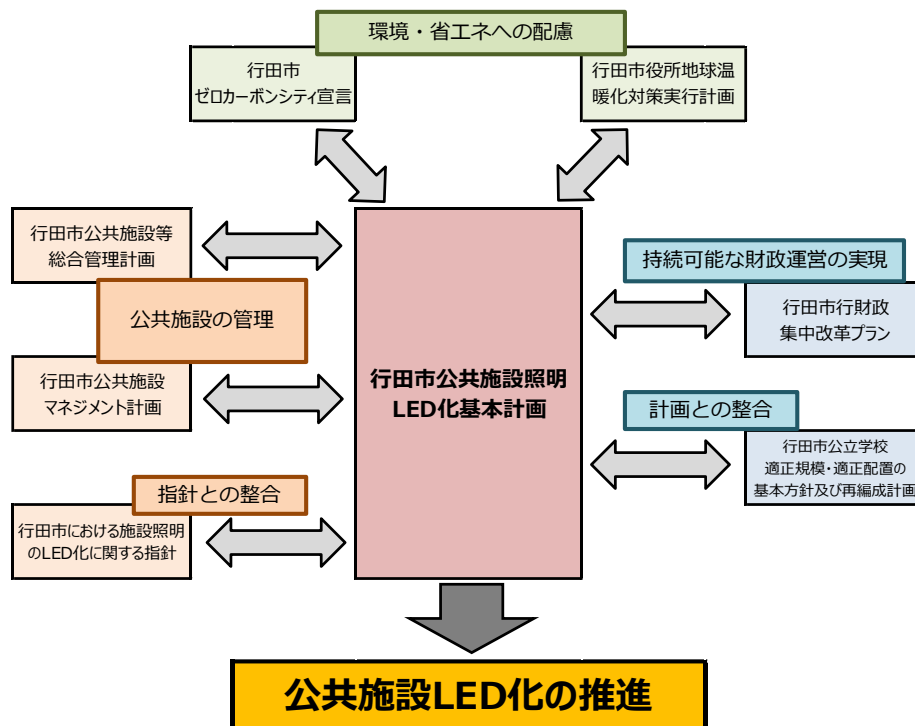 環境・省エネへの配慮
行田市
ゼロカーボンシティ宣言
行田市役所地球温
暖化対策実行計画
行田市公共施設等
総合管理計画
公共施設の管理
行田市公共施設
マネジメント計画
指針との整合
行田市における施設照明
のLED化に関する指針
行田市公共施設照明
LED化基本計画
持続可能な財政運営の実現
行田市行財政
集中改革プラン
計画との整合
行田市公立学校
適正規模・適正配置の
基本方針及び再編成計画
公共施設LED化の推進